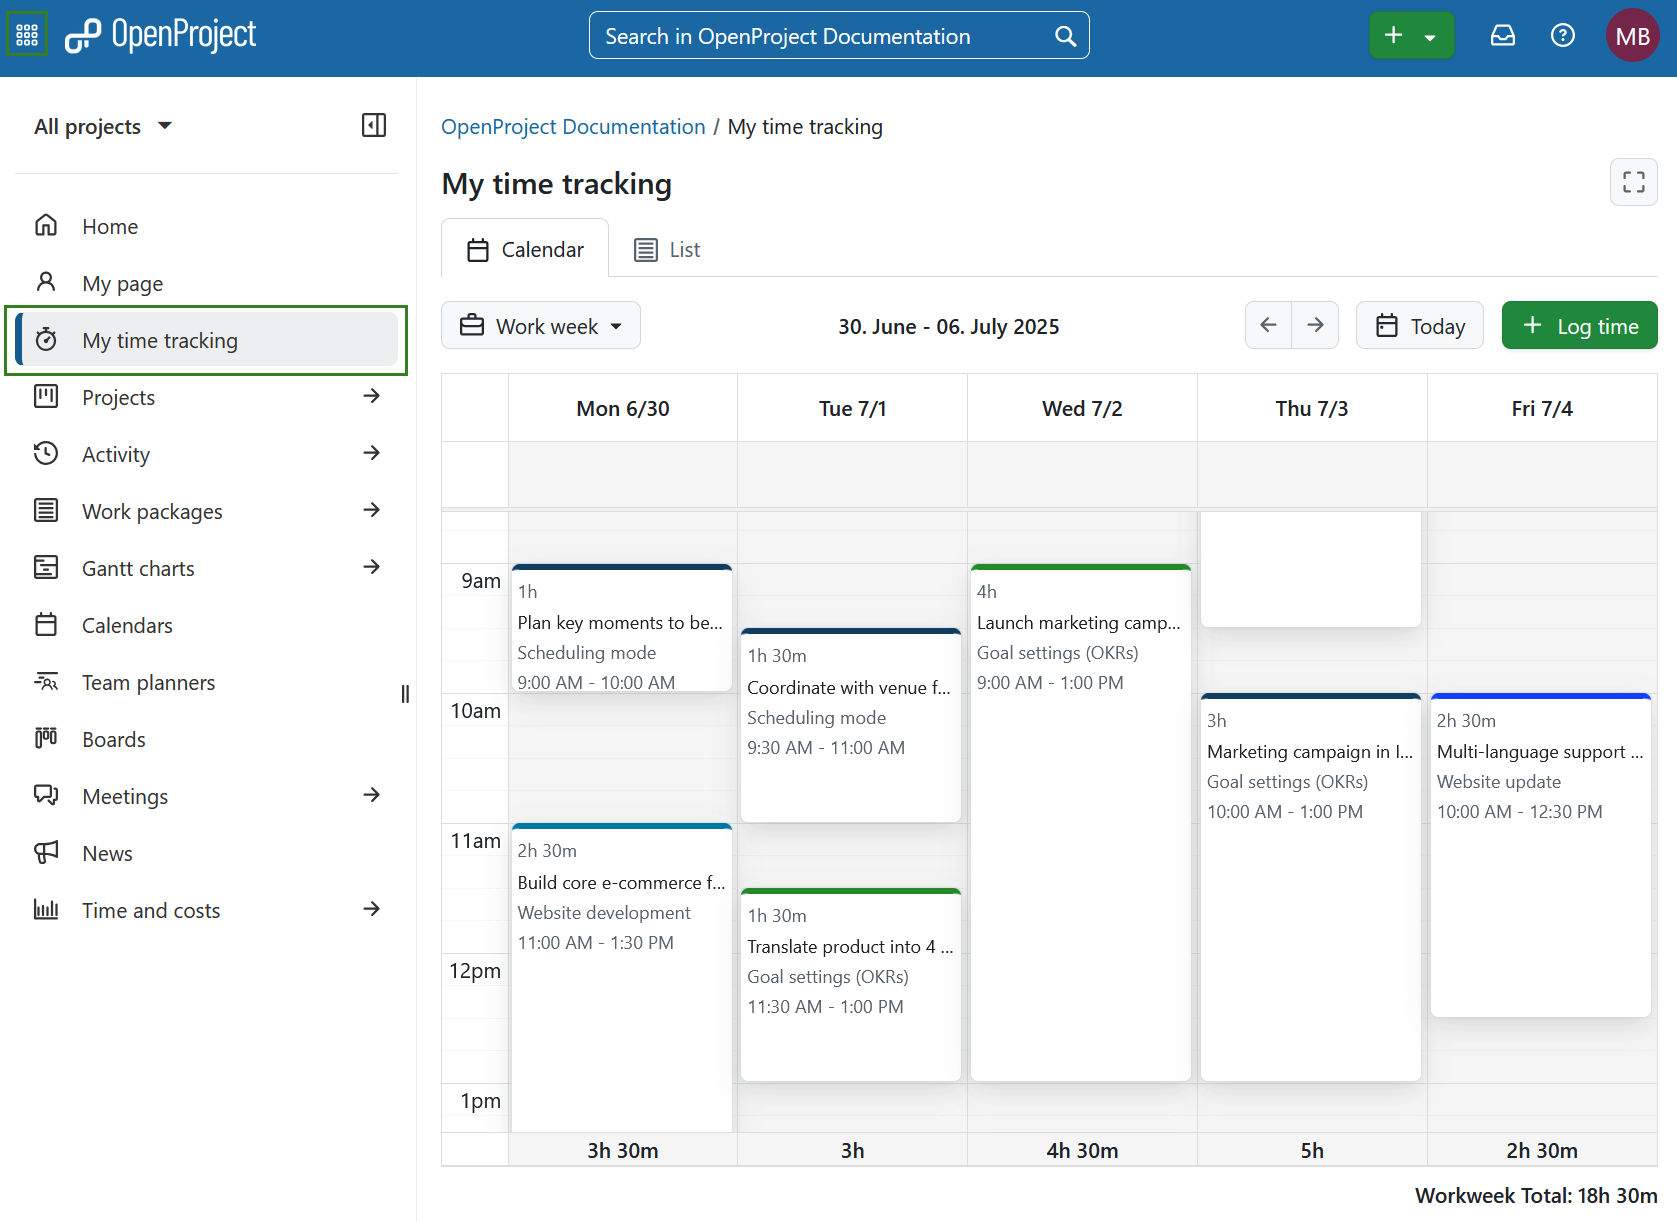 OpenProject
Search in OpenProject Documentation
MB
All projects
Home
My page
My time tracking
Projects
Activity
Work packages
Gantt charts
Calendars
Team planners
Boards
Meetings
News
Time and costs
OpenProject Documentation / My time tracking
My time tracking
Calendar
List
Work week
30. June - 06. July 2025
Today
+ Log time
Mon 6/30
Tue 7/1
Wed 7/2
Thu 7/3
Fri 7/4
9am
10am
11am
12pm
1pm
1h
Plan key moments to be...
Scheduling mode
9:00 AM - 10:00 AM
2h 30m
Build core e-commerce f...
Website development
11:00 AM - 1:30 PM
1h 30m
Coordinate with venue f...
Scheduling mode
9:30 AM - 11:00 AM
1h 30m
Translate product into 4 ...
Goal settings (OKRs)
11:30 AM - 1:00 PM
4h
Launch marketing camp...
Goal settings (OKRs)
9:00 AM - 1:00 PM
3h
Marketing campaign in I...
Goal settings (OKRs)
10:00 AM - 1:00 PM
2h 30m
Multi-language support ...
Website update
10:00 AM - 12:30 PM
3h 30m
3h
4h 30m
5h
2h 30m
Workweek Total: 18h 30m